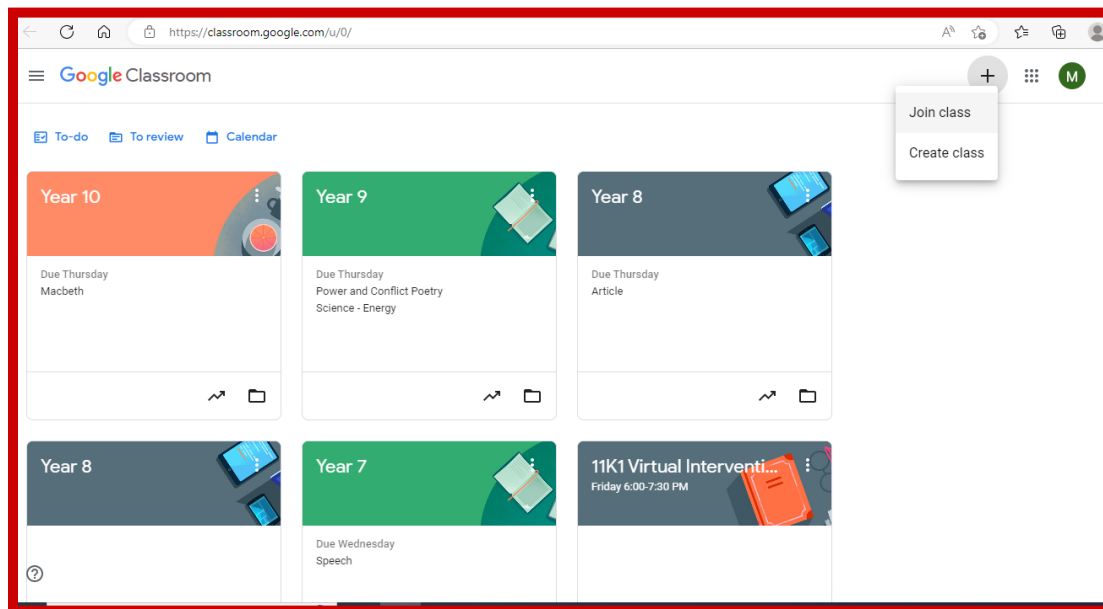 https://classroom.google.com/u/0/
Google Classroom
M
Join class
Create class
To-do To review Calendar
Year 10
Due Thursday
Macbeth
Year 9
Due Thursday
Power and Conflict Poetry
Science - Energy
Year 8
Due Thursday
Article
Year 8
Year 7
Due Wednesday
Speech
11K1 Virtual Interventi...
Friday 6:00-7:30 PM